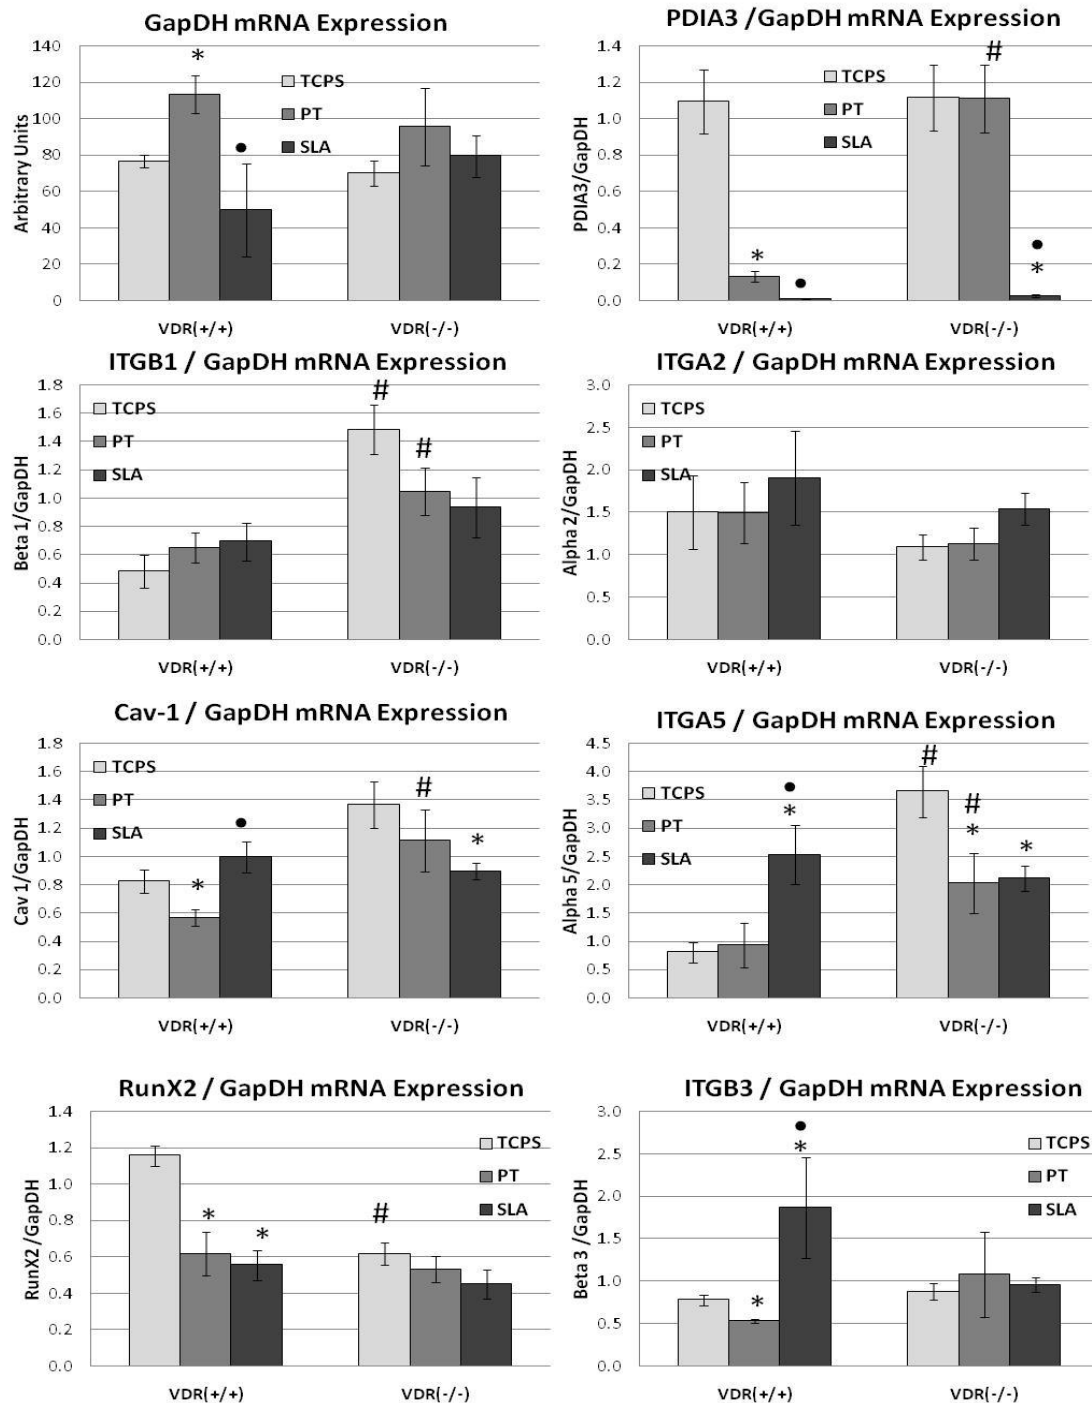 GapDH mRNA Expression
140
120
100
80
60
40
20
0
Arbitrary Units
*
●
TCPS
PT
SLA
VDR(+/+)
VDR(-/-)
PDIA3 /GapDH mRNA Expression
1.4
1.2
1.0
0.8
0.6
0.4
0.2
0.0
PDIA3/GapDH
TCPS
PT
SLA
*
●
#
●
*
VDR(+/+)
VDR(-/-)
ITGB1 / GapDH mRNA Expression
1.8
1.6
1.4
1.2
1.0
0.8
0.6
0.4
0.2
0.0
Beta 1/GapDH
TCPS
PT
SLA
#
#
VDR(+/+)
VDR(-/-)
ITGA2 / GapDH mRNA Expression
3.0
2.5
2.0
1.5
1.0
0.5
0.0
Alpha 2/GapDH
TCPS
PT
SLA
VDR(+/+)
VDR(-/-)
Cav-1 / GapDH mRNA Expression
1.8
1.6
1.4
1.2
1.0
0.8
0.6
0.4
0.2
0.0
Cav 1/GapDH
TCPS
PT
SLA
*
●
#
*
VDR(+/+)
VDR(-/-)
ITGA5 / GapDH mRNA Expression
4.5
4.0
3.5
3.0
2.5
2.0
1.5
1.0
0.5
0.0
Alpha 5/GapDH
TCPS
PT
SLA
●
*
#
#
*
*
VDR(+/+)
VDR(-/-)
RunX2 / GapDH mRNA Expression
1.4
1.2
1.0
0.8
0.6
0.4
0.2
0.0
RunX2 /GapDH
TCPS
PT
SLA
*
*
#
VDR(+/+)
VDR(-/-)
ITGB3 / GapDH mRNA Expression
3.0
2.5
2.0
1.5
1.0
0.5
0.0
Beta 3 /GapDH
TCPS
PT
SLA
*
●
*
VDR(+/+)
VDR(-/-)